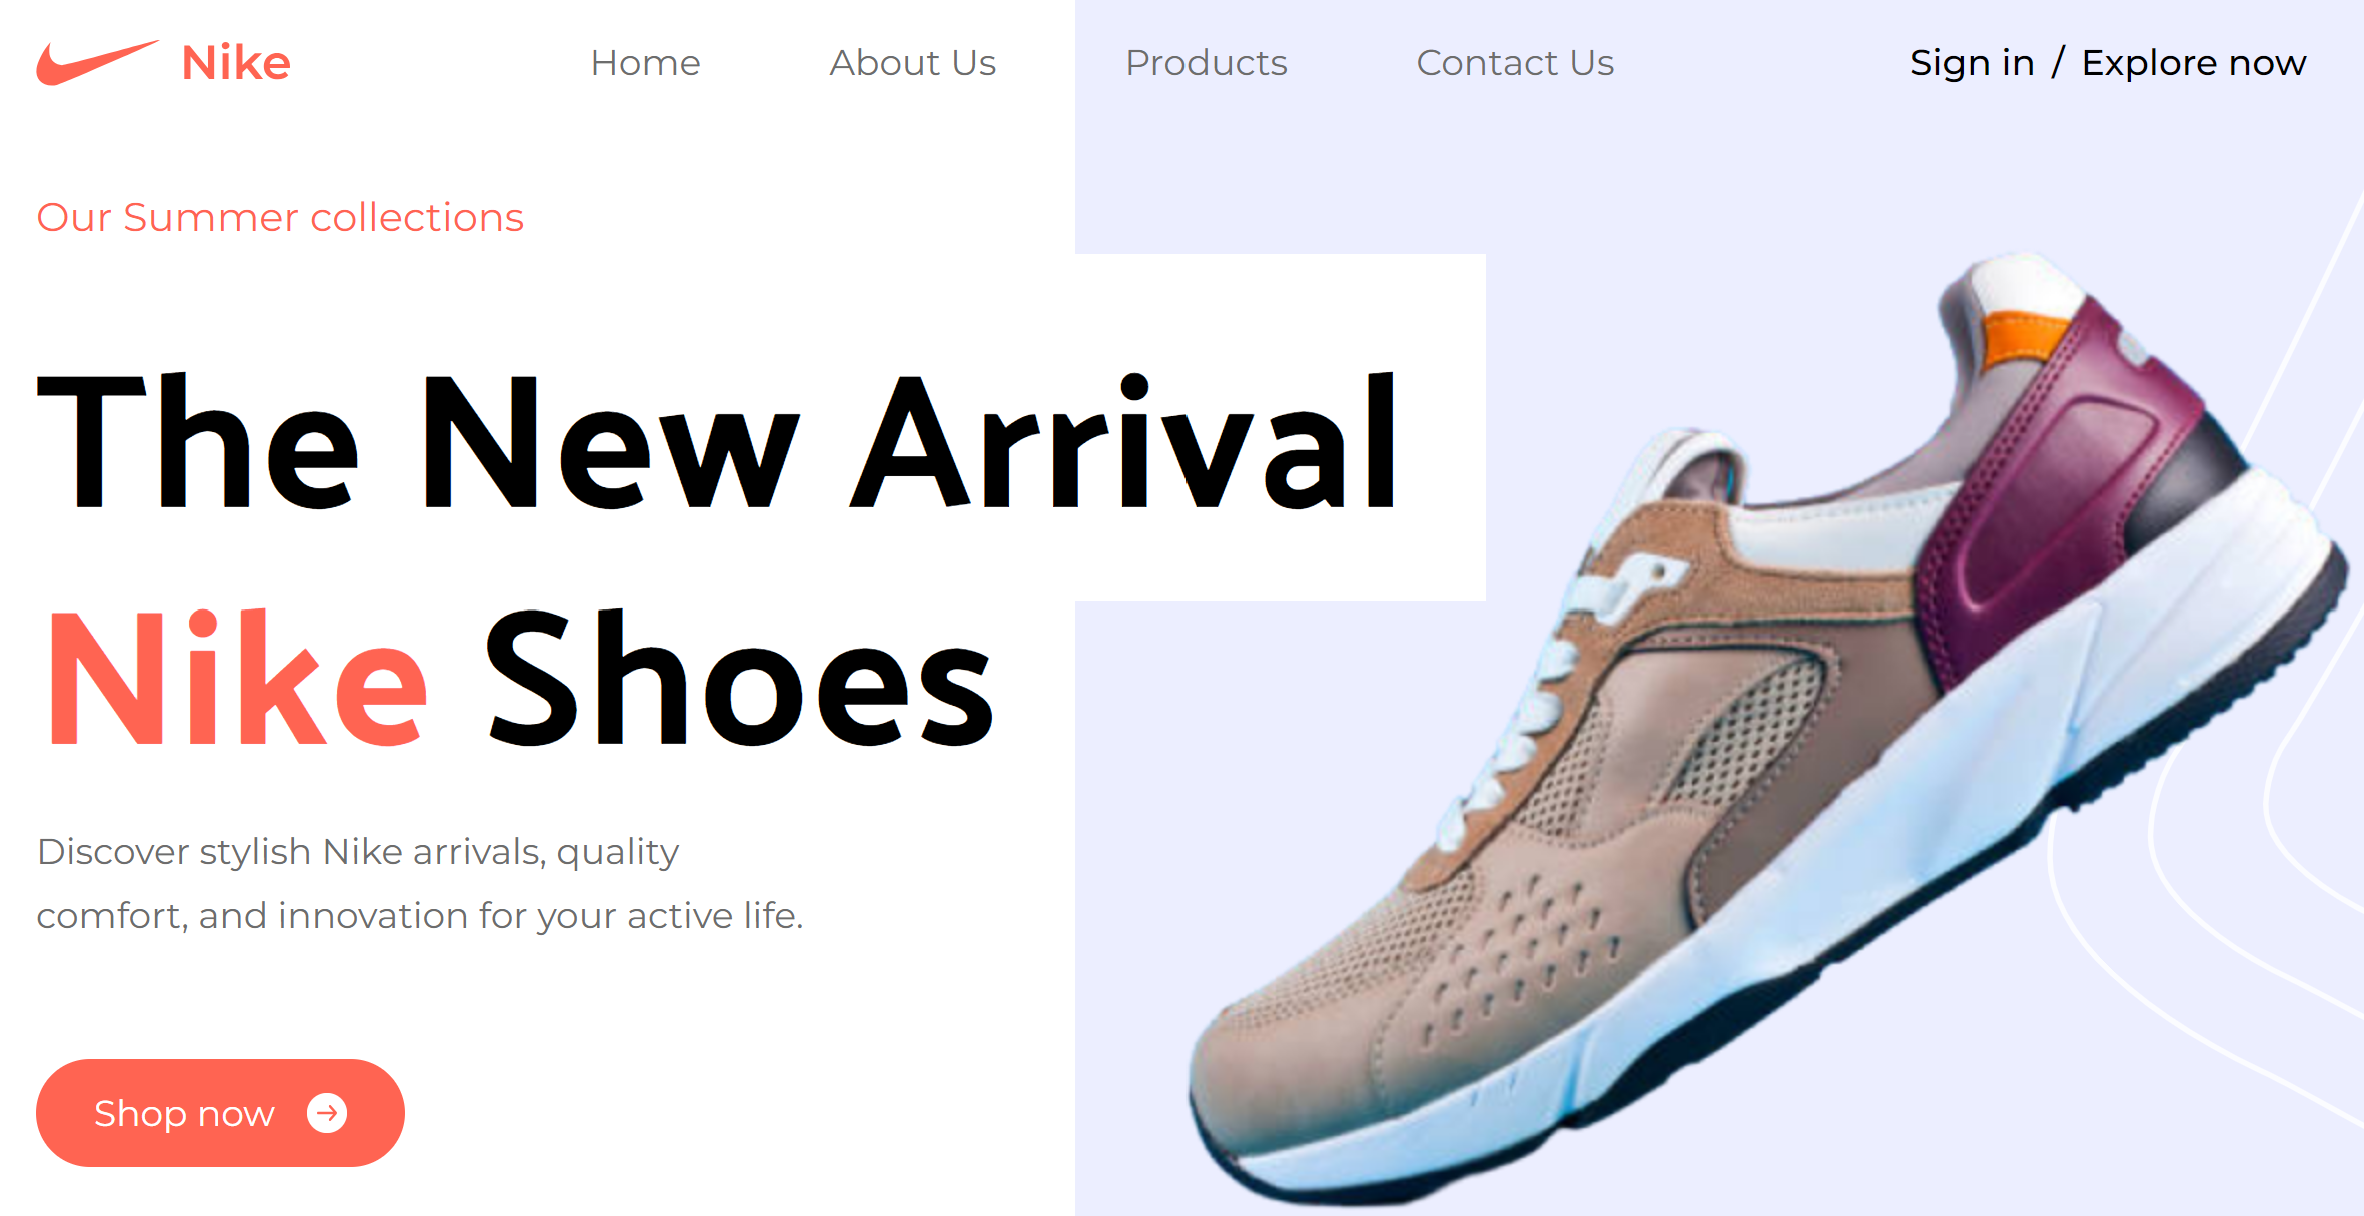 Nike
Home
About Us
Products
Contact Us
Sign in / Explore now
Our Summer collections
The New Arrival
Nike Shoes
Discover stylish Nike arrivals, quality
comfort, and innovation for your active life.
Shop now